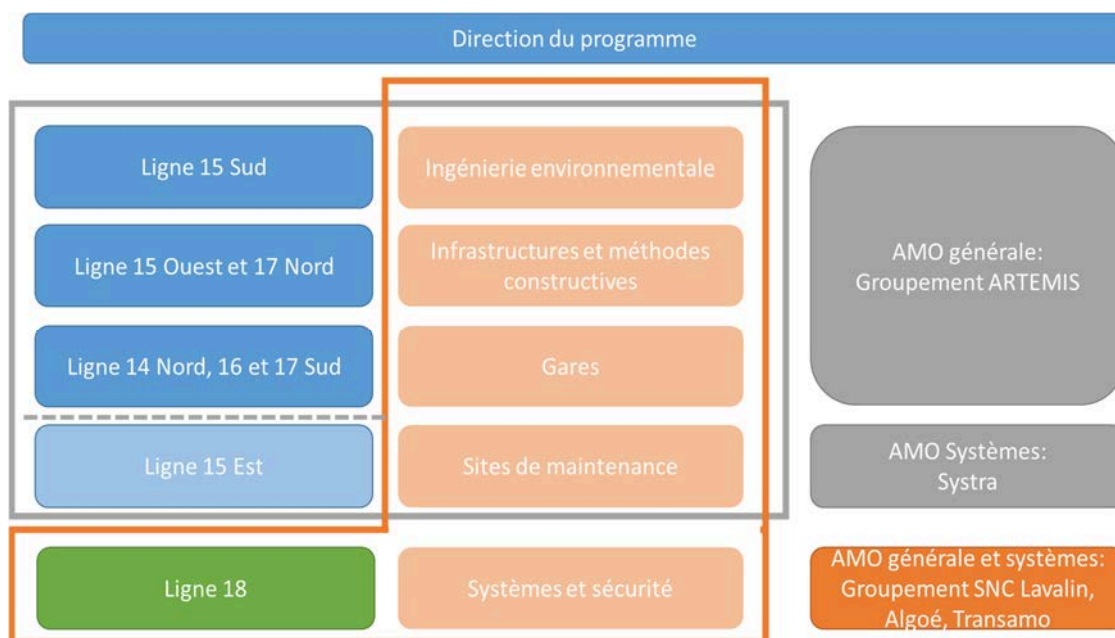 Direction du programme
Ligne 15 Sud
Ingénierie environnementale
AMO générale:
Groupement ARTEMIS
Ligne 15 Ouest et 17 Nord
Infrastructures et méthodes
constructives
Ligne 14 Nord, 16 et 17 Sud
Gares
Ligne 15 Est
Sites de maintenance
AMO Systèmes:
Systra
Ligne 18
Systèmes et sécurité
AMO générale et systèmes:
Groupement SNC Lavalin,
Algoé, Transamo